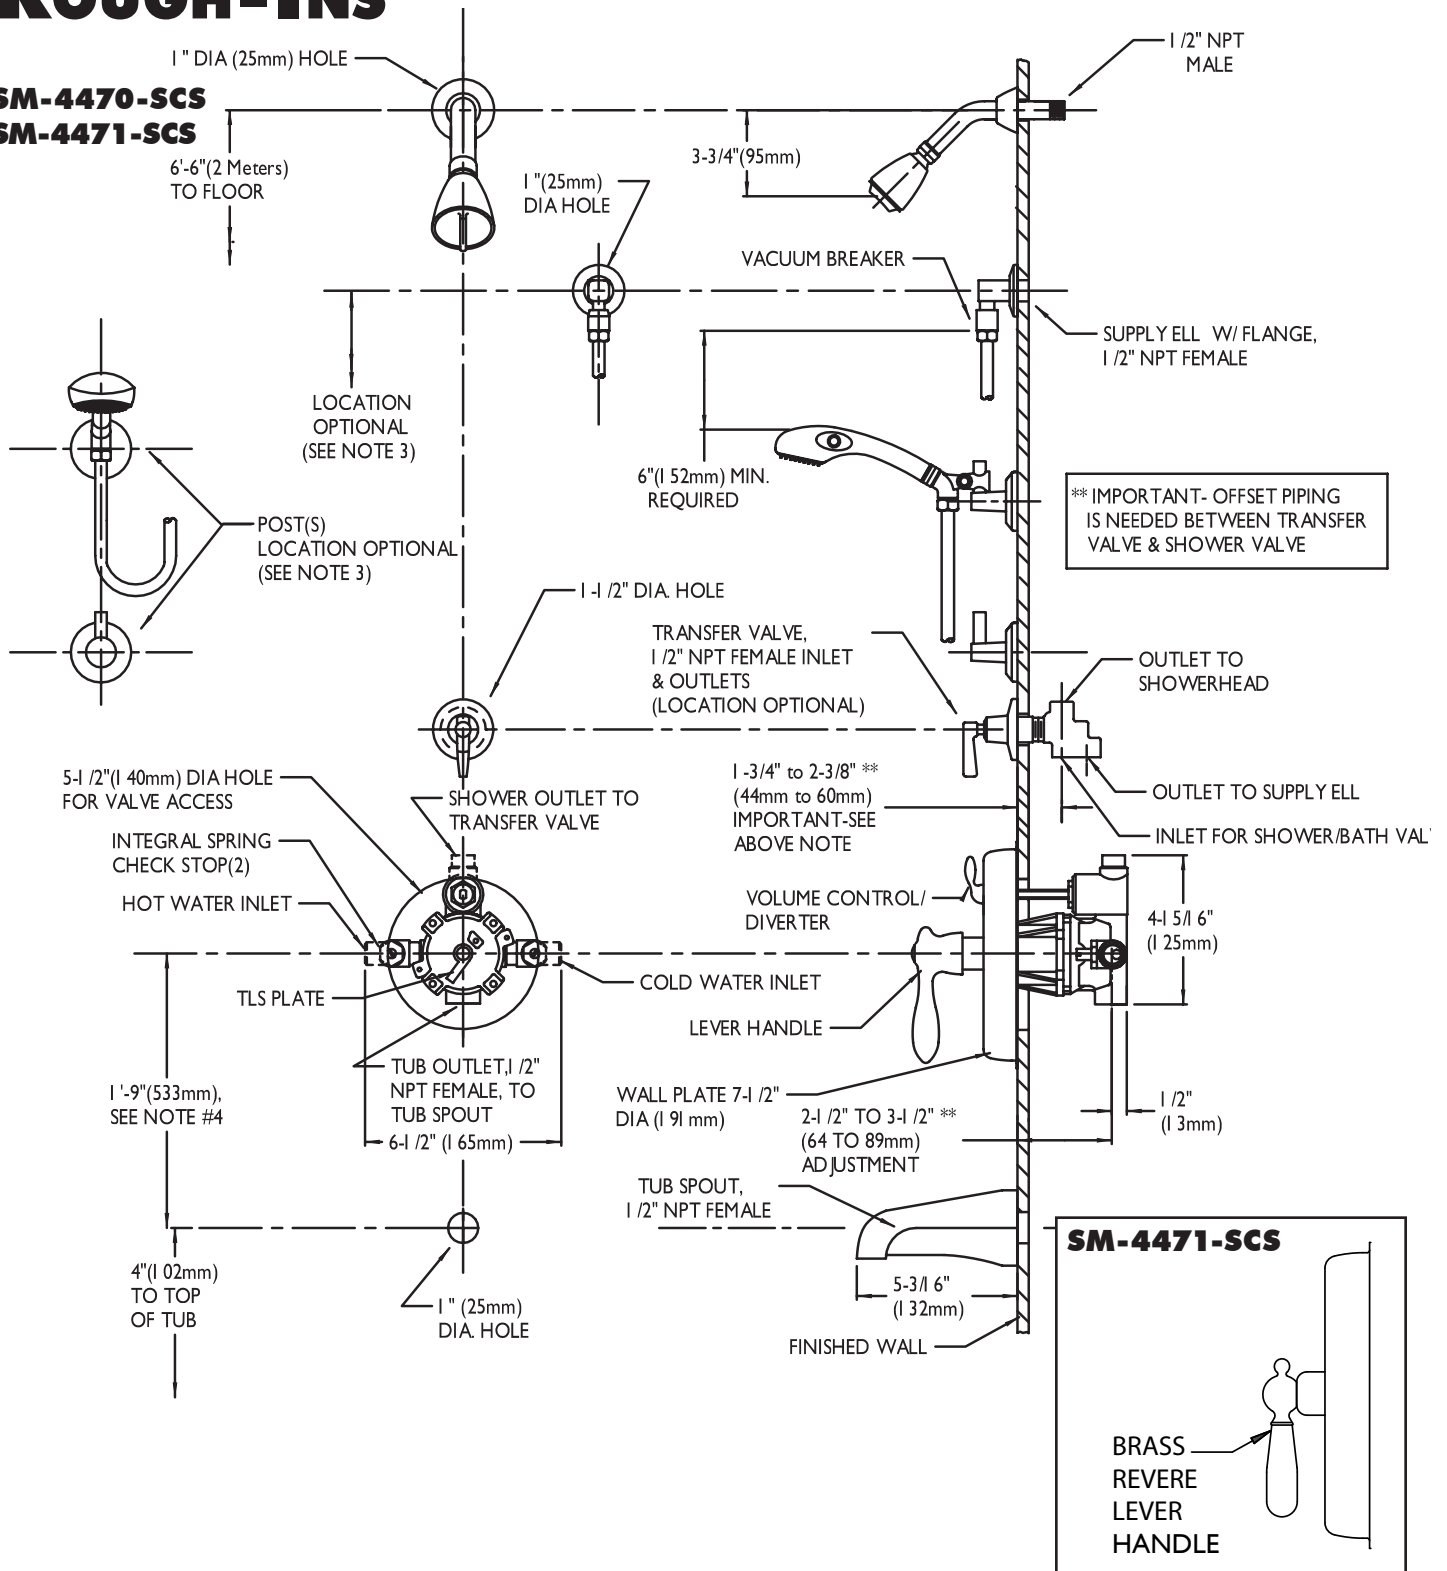 ROUGH-INS
SM-4470-SCS
SM-4471-SCS
1" DIA (25mm) HOLE
6'-6"(2 Meters)
TO FLOOR
1"(25mm)
DIA HOLE
3-3/4"(95mm)
1/2" NPT
MALE
VACUUM BREAKER
SUPPLY ELL W/ FLANGE,
1/2" NPT FEMALE
LOCATION
OPTIONAL
(SEE NOTE 3)
6"(152mm) MIN.
REQUIRED
** IMPORTANT- OFFSET PIPING
IS NEEDED BETWEEN TRANSFER
VALVE & SHOWER VALVE
POST(S)
LOCATION OPTIONAL
(SEE NOTE 3)
1-1/2" DIA. HOLE
TRANSFER VALVE,
1/2" NPT FEMALE INLET
& OUTLETS
(LOCATION OPTIONAL)
OUTLET TO
SHOWERHEAD
5-1/2"(140mm) DIA HOLE
FOR VALVE ACCESS
SHOWER OUTLET TO
TRANSFER VALVE
1-3/4" to 2-3/8" **
(44mm to 60mm)
IMPORTANT-SEE
ABOVE NOTE
OUTLET TO SUPPLY ELL
INLET FOR SHOWER/BATH VAL
INTEGRAL SPRING
CHECK STOP(2)
HOT WATER INLET
VOLUME CONTROL/
DIVERTER
4-15/16"
(125mm)
TLS PLATE
COLD WATER INLET
LEVER HANDLE
TUB OUTLET,1/2"
NPT FEMALE, TO
TUB SPOUT
1'-9"(533mm),
SEE NOTE #4
6-1/2" (165mm)
WALL PLATE 7-1/2"
DIA (191mm)
2-1/2" TO 3-1/2" **
(64 TO 89mm)
ADJUSTMENT
1/2"
(13mm)
TUB SPOUT,
1/2" NPT FEMALE
4"(102mm)
TO TOP
OF TUB
1" (25mm)
DIA. HOLE
5-3/16"
(132mm)
FINISHED WALL
SM-4471-SCS
BRASS
REVERE
LEVER
HANDLE